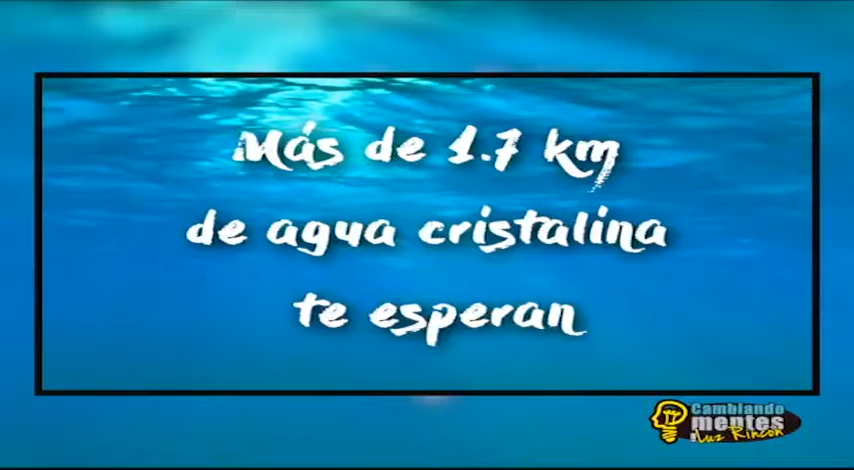 Más de 1.7 km
de agua cristalina
te esperan
Cambiando
mentes
Luz Rincón